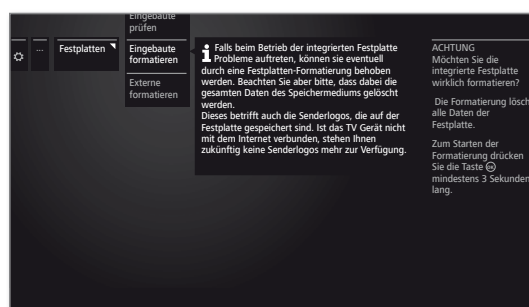 Eingebaute
prüfen
...
Festplatten
Eingebaute
formatieren
Externe
formatieren
i Falls beim Betrieb der integrierten Festplatte
Probleme auftreten, können sie eventuell
durch eine Festplatten-Formatierung behoben
werden. Beachten Sie aber bitte, dass dabei die
gesamten Daten des Speichermediums gelöscht
werden.
Dieses betrifft auch die Senderlogos, die auf der
Festplatte gespeichert sind. Ist das TV Gerät nicht
mit dem Internet verbunden, stehen Ihnen
zukünftig keine Senderlogos mehr zur Verfügung.
ACHTUNG
Möchten Sie die
integrierte Festplatte
wirklich formatieren?
Die Formatierung lösch
alle Daten der
Festplatte.
Zum Starten der
Formatierung drücken
Sie die Taste OK
mindestens 3 Sekunden
lang.